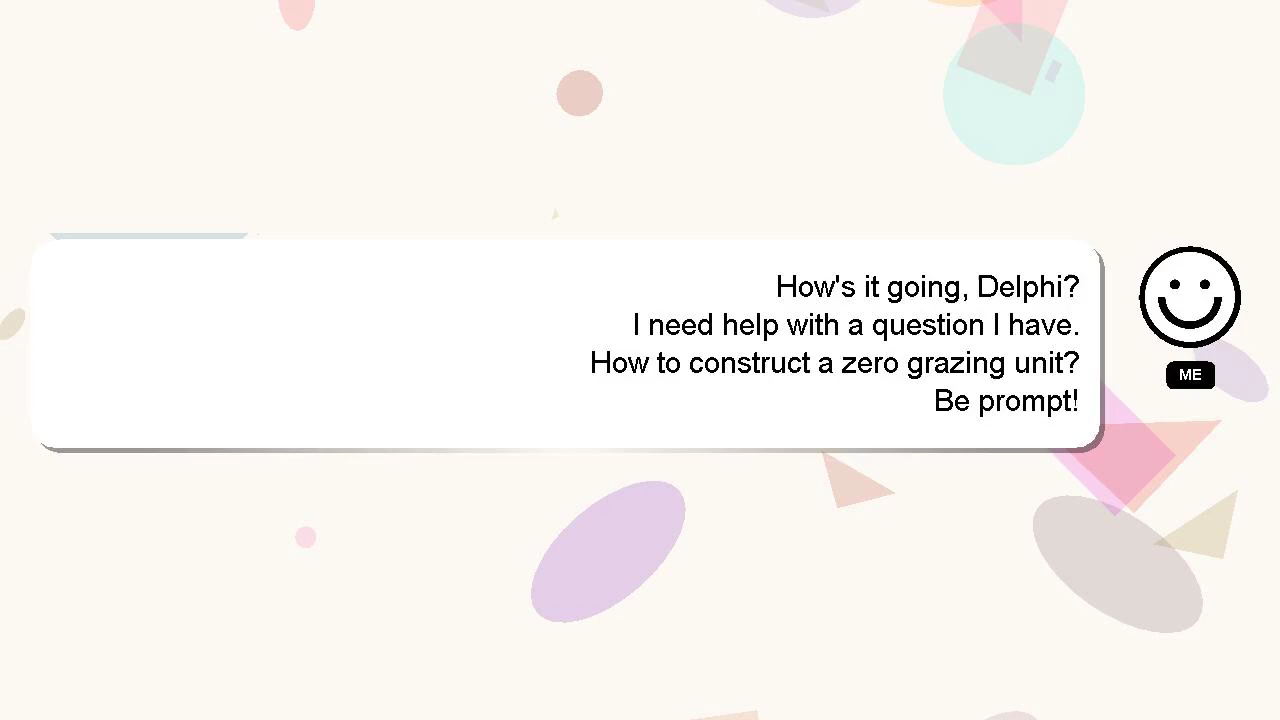 How's it going, Delphi?
I need help with a question I have.
How to construct a zero grazing unit?
Be prompt!
ME